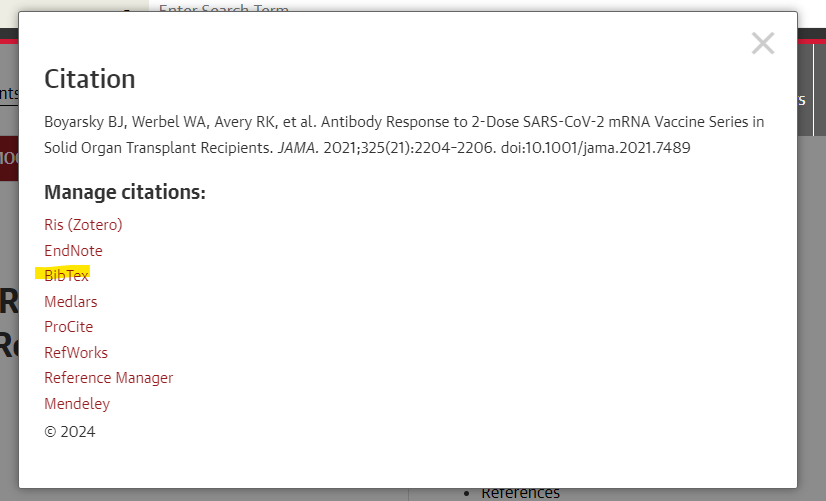 Enter Search Term
Citation
Boyarsky BJ, Werbel WA, Avery RK, et al. Antibody Response to 2-Dose SARS-CoV-2 mRNA Vaccine Series in
Solid Organ Transplant Recipients. JAMA. 2021;325(21):2204–2206. doi:10.1001/jama.2021.7489
Manage citations:
Ris (Zotero)
EndNote
BibTex
Medlars
ProCite
RefWorks
Reference Manager
Mendeley
© 2024
References